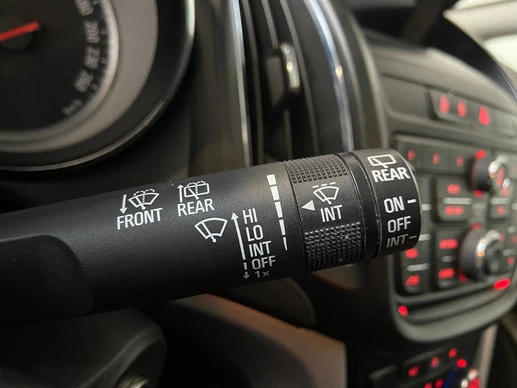 FRONT
REAR
HI
LO
INT
OFF
1x
INT
REAR
ON
OFF
INT